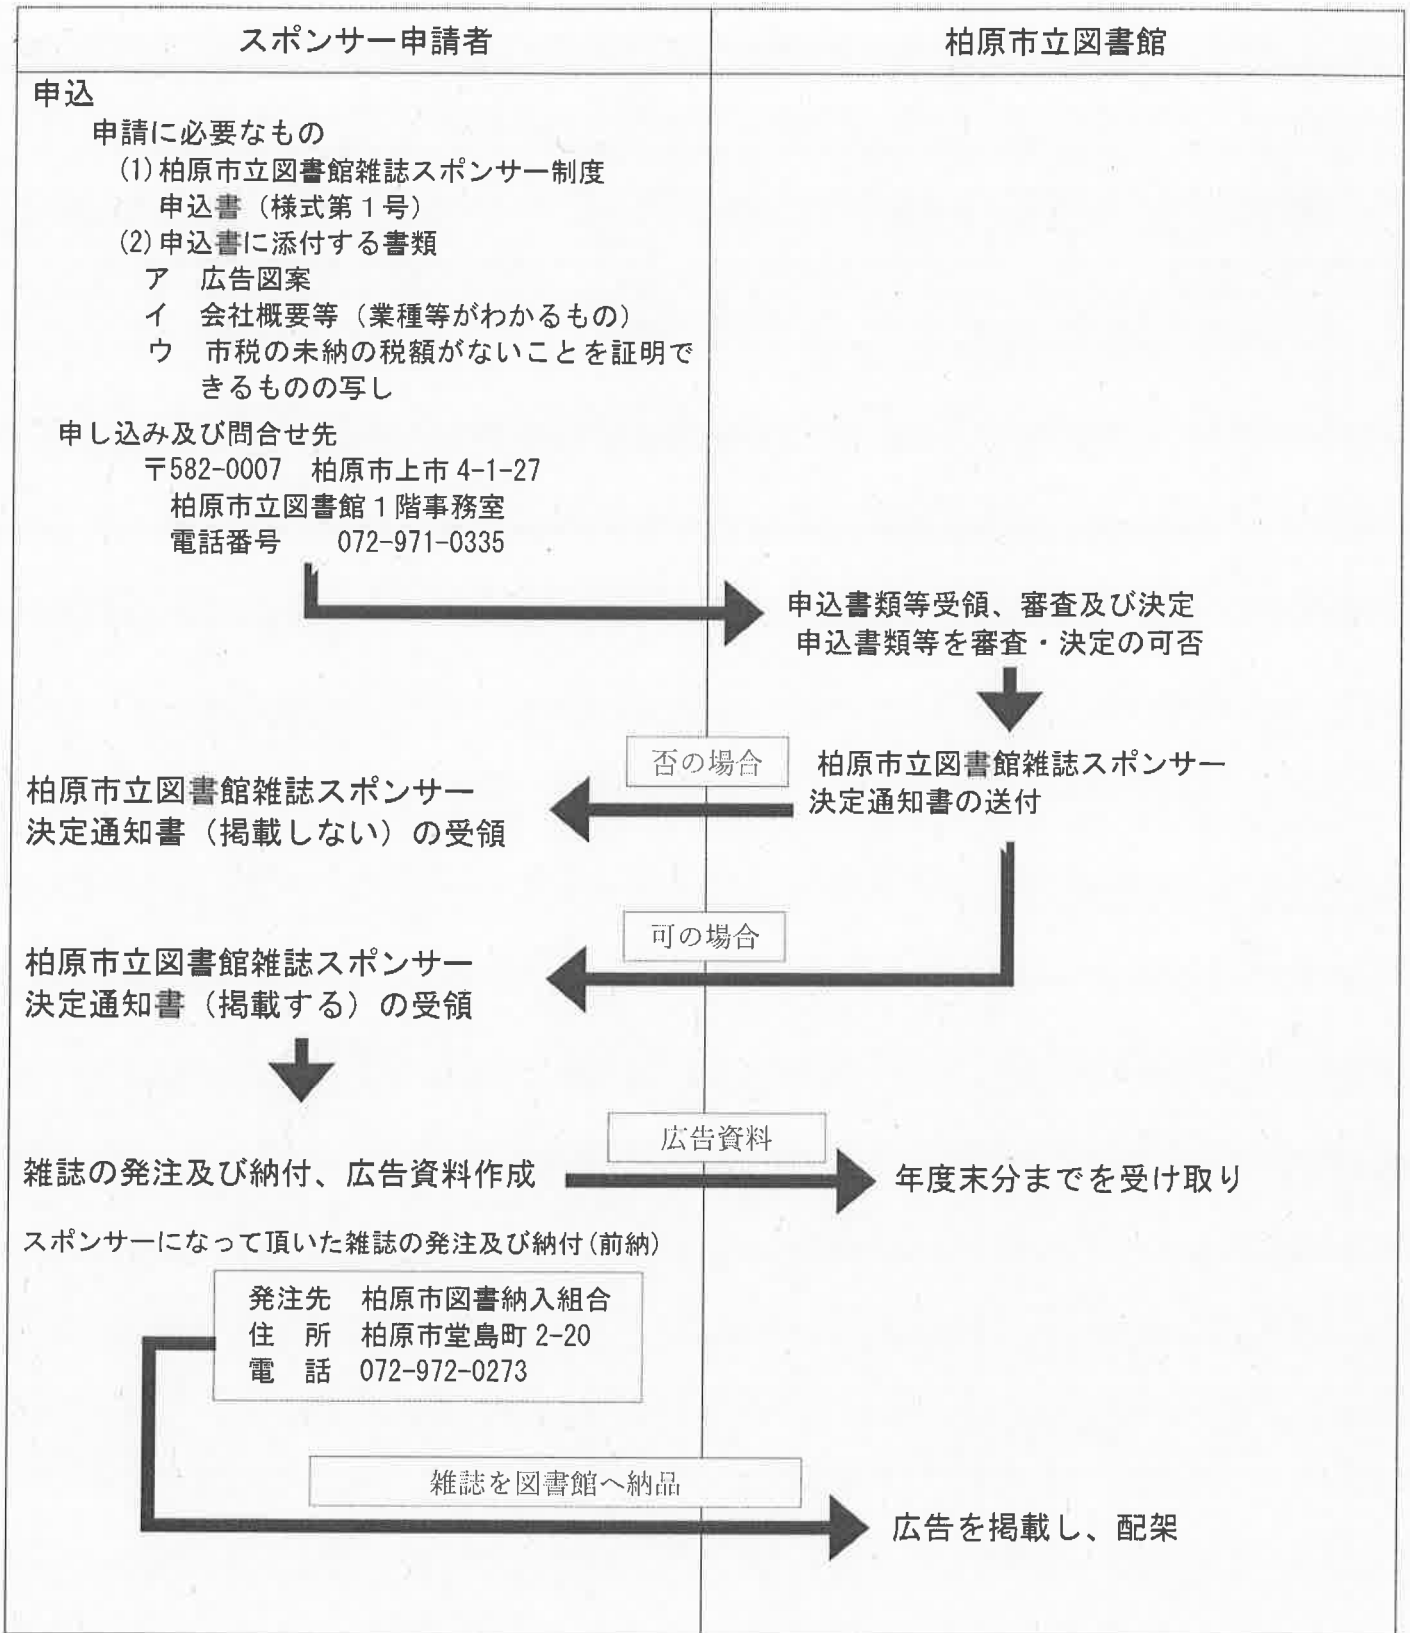 スポンサー申請者
柏原市立図書館
申込
申請に必要なもの
(1)柏原市立図書館雑誌スポンサー制度
申込書(様式第1号)
(2)申込書に添付する書類
ア 広告図案
イ 会社概要等(業種等がわかるもの)
ウ 市税の未納の税額がないことを証明で
きるものの写し
申し込み及び問合せ先
〒582-0007 柏原市上市 4-1-27
柏原市立図書館1階事務室
電話番号 072-971-0335
申込書類等受領、審査及び決定
申込書類等を審査・決定の可否
否の場合
柏原市立図書館雑誌スポンサー
決定通知書の送付
柏原市立図書館雑誌スポンサー
決定通知書(掲載しない)の受領
可の場合
柏原市立図書館雑誌スポンサー
決定通知書(掲載する)の受領
広告資料
雑誌の発注及び納付、広告資料作成
年度末分までを受け取り
スポンサーになって頂いた雑誌の発注及び納付(前納)
発注先 柏原市図書納入組合
住 所 柏原市堂島町 2-20
電 話 072-972-0273
雑誌を図書館へ納品
広告を掲載し、配架